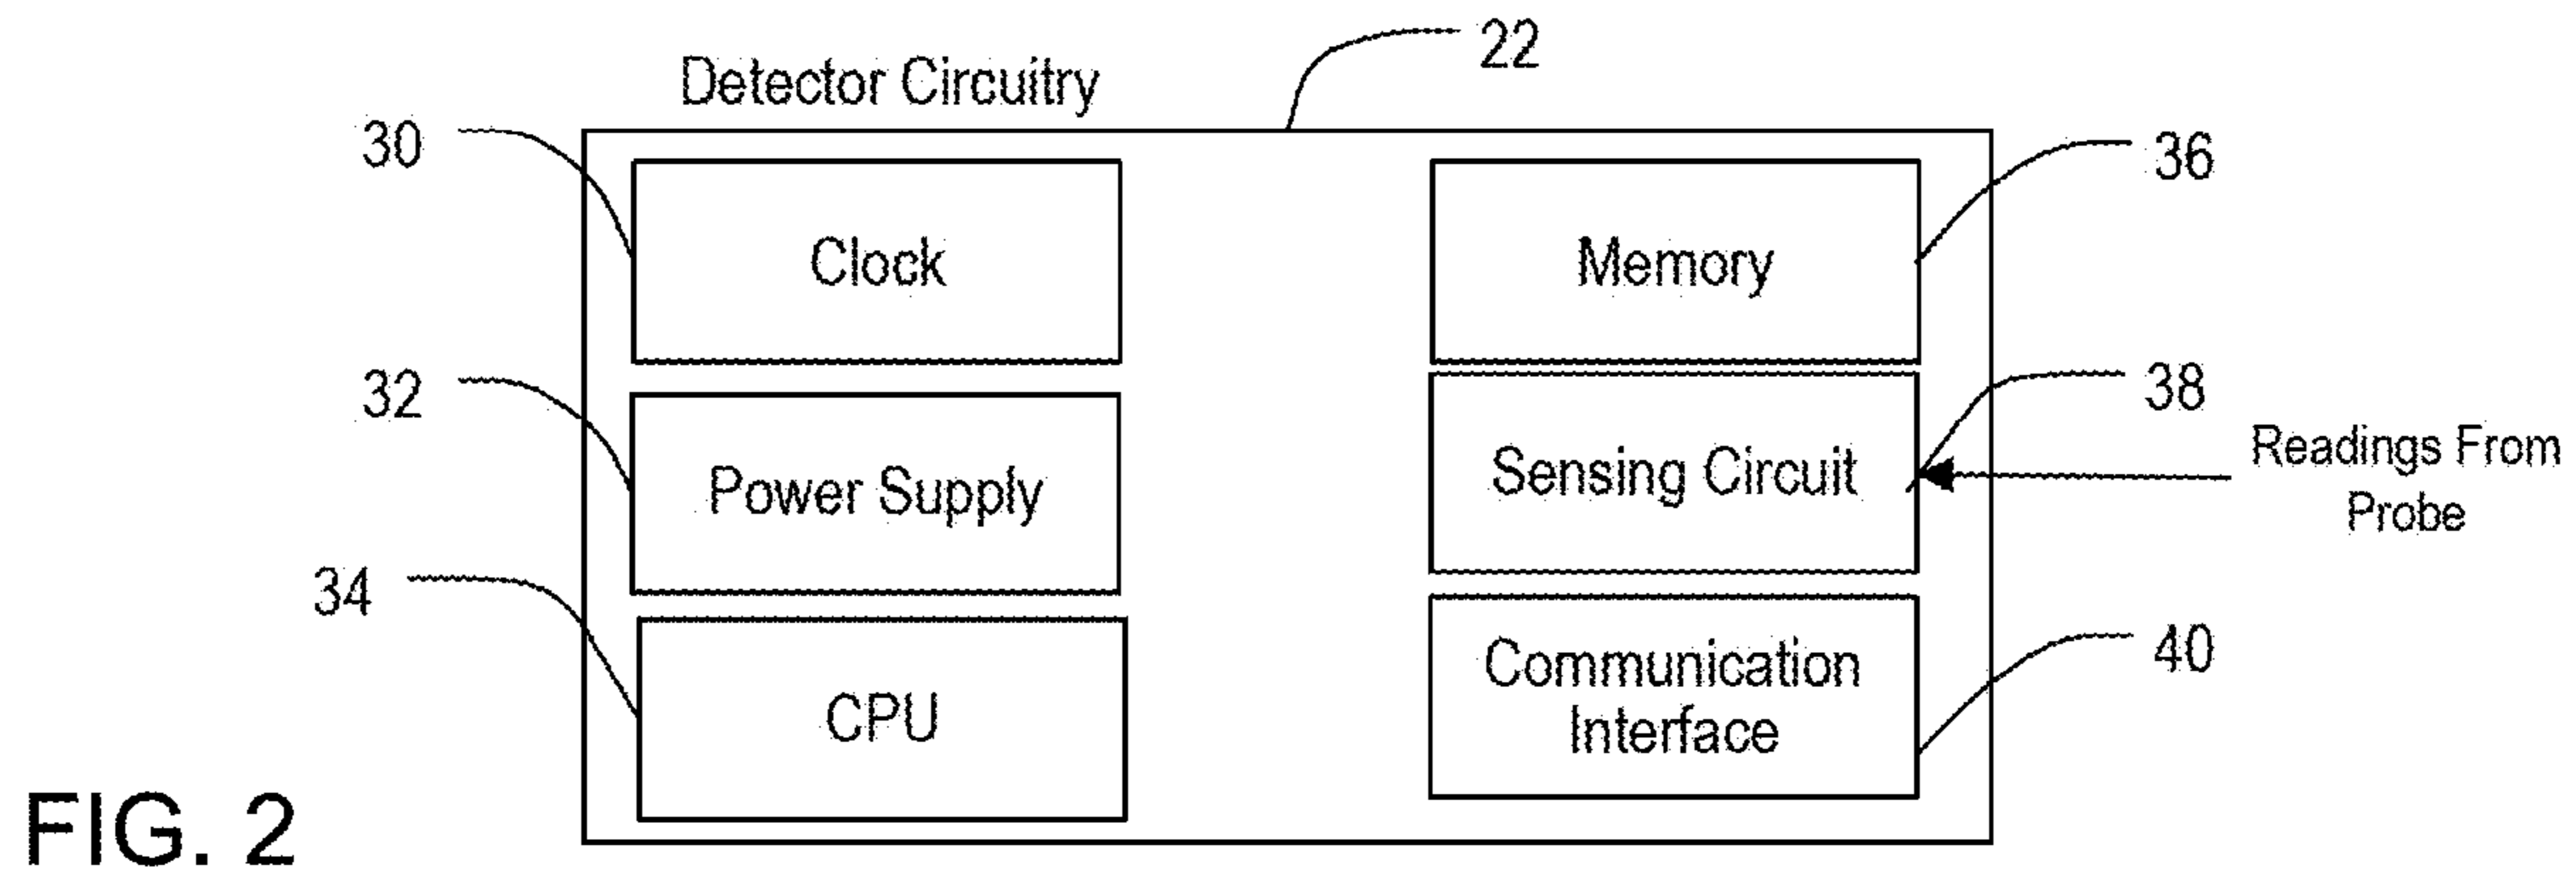 22
Detector Circuitry
30
Clock
Memory
36
32
Power Supply
Sensing Circuit
38
Readings From
Probe
34
CPU
Communication
Interface
40
FIG. 2